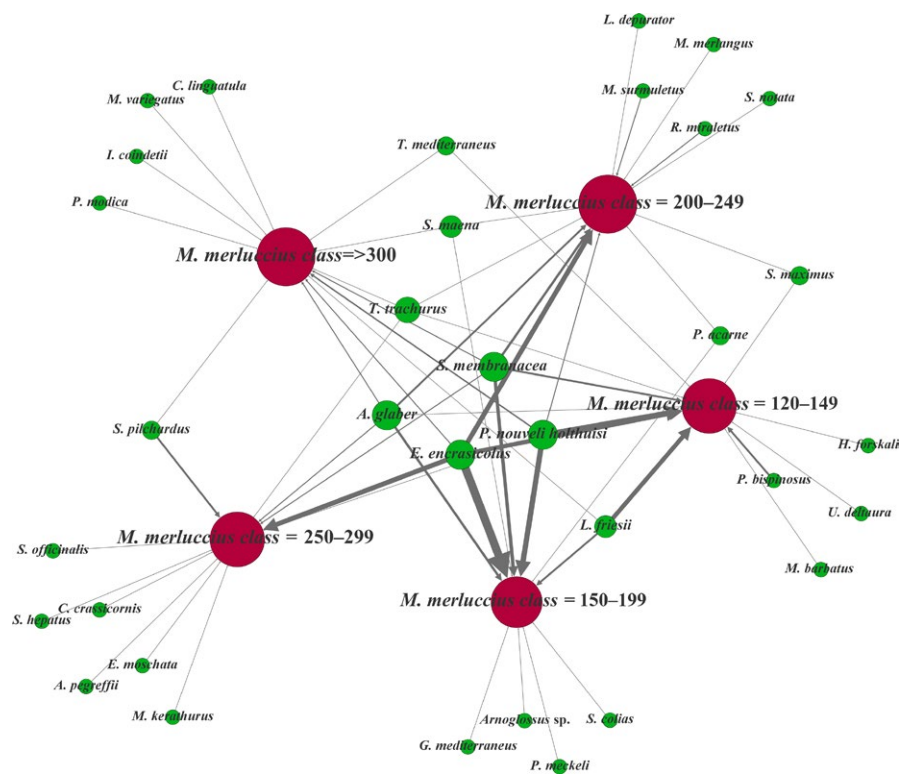 L. depurator
M. merlangus
C. linguatula
M. variegatus
M. surmuletus
S. notata
R. miraletus
T. mediterraneus
I. coindetii
P. modica
M. merluccius class = 200–249
S. maena
M. merluccius class=>300
S. maximus
T. trachurus
P. acarne
S. membranacea
M. merluccius class = 120–149
A. glaber
S. pilchardus
P. nouveli holthuisi
H. forskali
E. encrasicolus
P. bispinosus
U. deltaura
L. friesii
M. merluccius class = 250–299
S. officinalis
M. barbatus
M. merluccius class = 150–199
C. crassicornis
S. hepatus
E. moschata
A. pegreffii
M. kerathurus
Arnoglossus sp.
S. colias
G. mediterraneus
P. meckeli